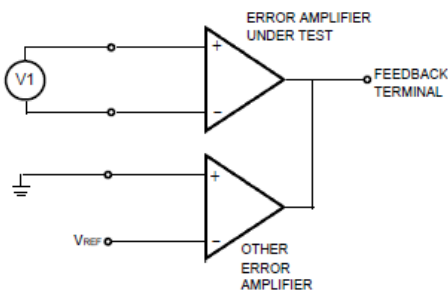 ERROR AMPLIFIER
UNDER TEST
V1
+
−
FEEDBACK
TERMINAL
+
VREF
−
OTHER
ERROR
AMPLIFIER